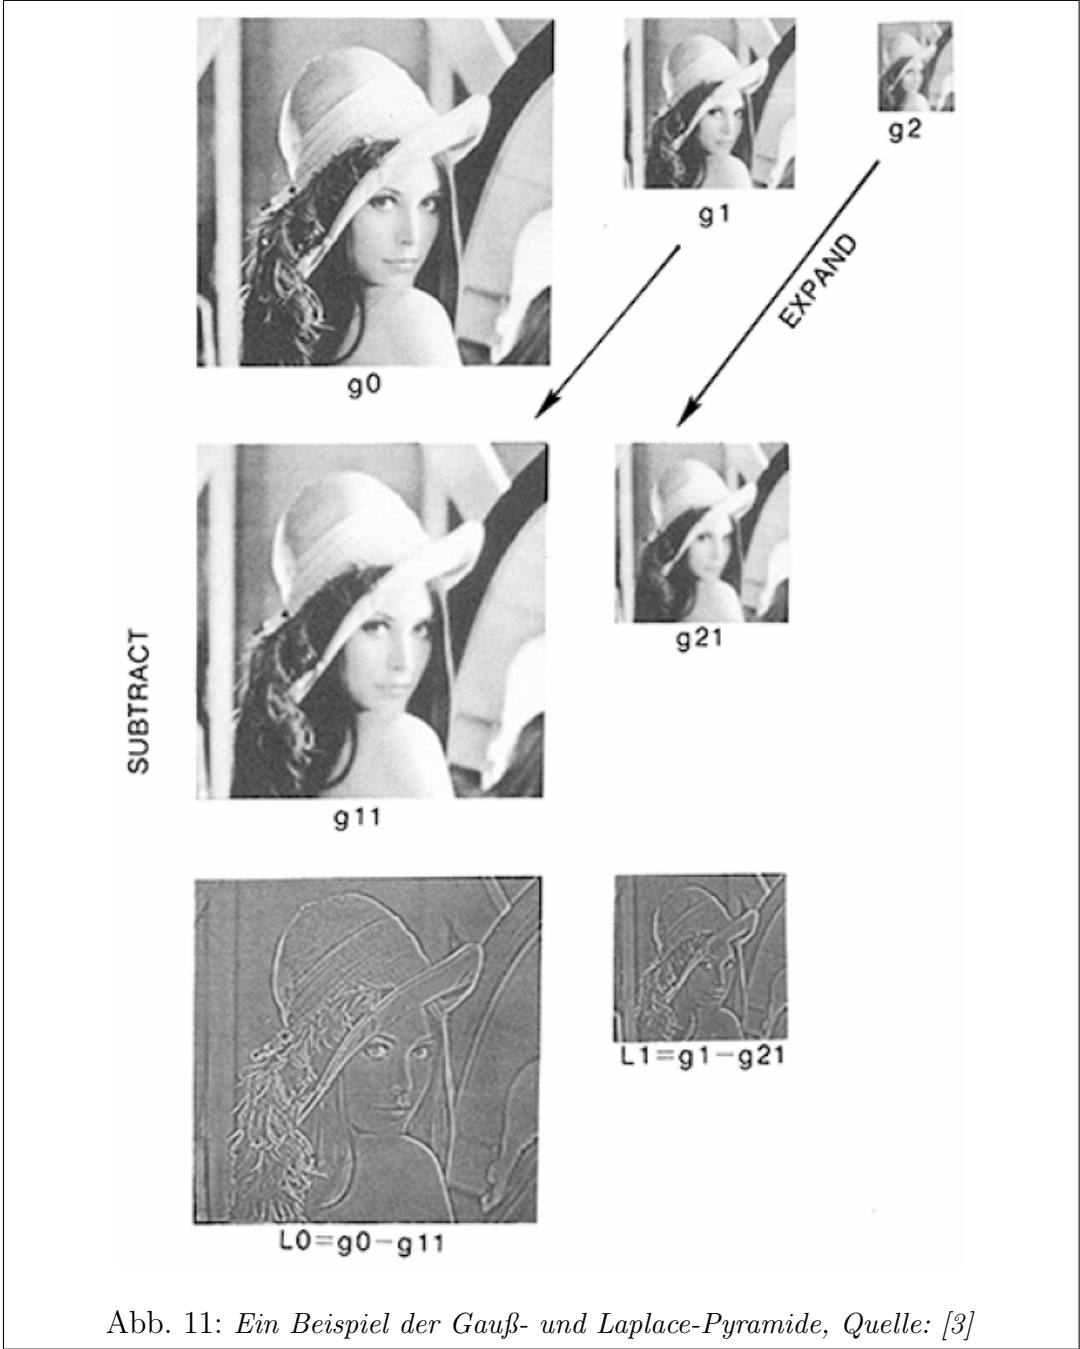 g2
g1
EXPAND
g0
g21
SUBTRACT
g11
L1=g1−g21
L0=g0−g11
Abb. 11: Ein Beispiel der Gauß- und Laplace-Pyramide, Quelle: [3]